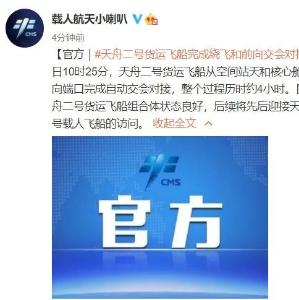 载人航天小喇叭
4分钟前
【官方｜#天舟二号货运飞船完成绕飞和前向交会对
日10时25分，天舟二号货运飞船从空间站天和核心舱
向端口完成自动交会对接，整个过程历时约4小时。
舟二号货运飞船组合体状态良好，后续将先后迎接天
号载人飞船的访问。 收起全文
CMS
CMS
官方